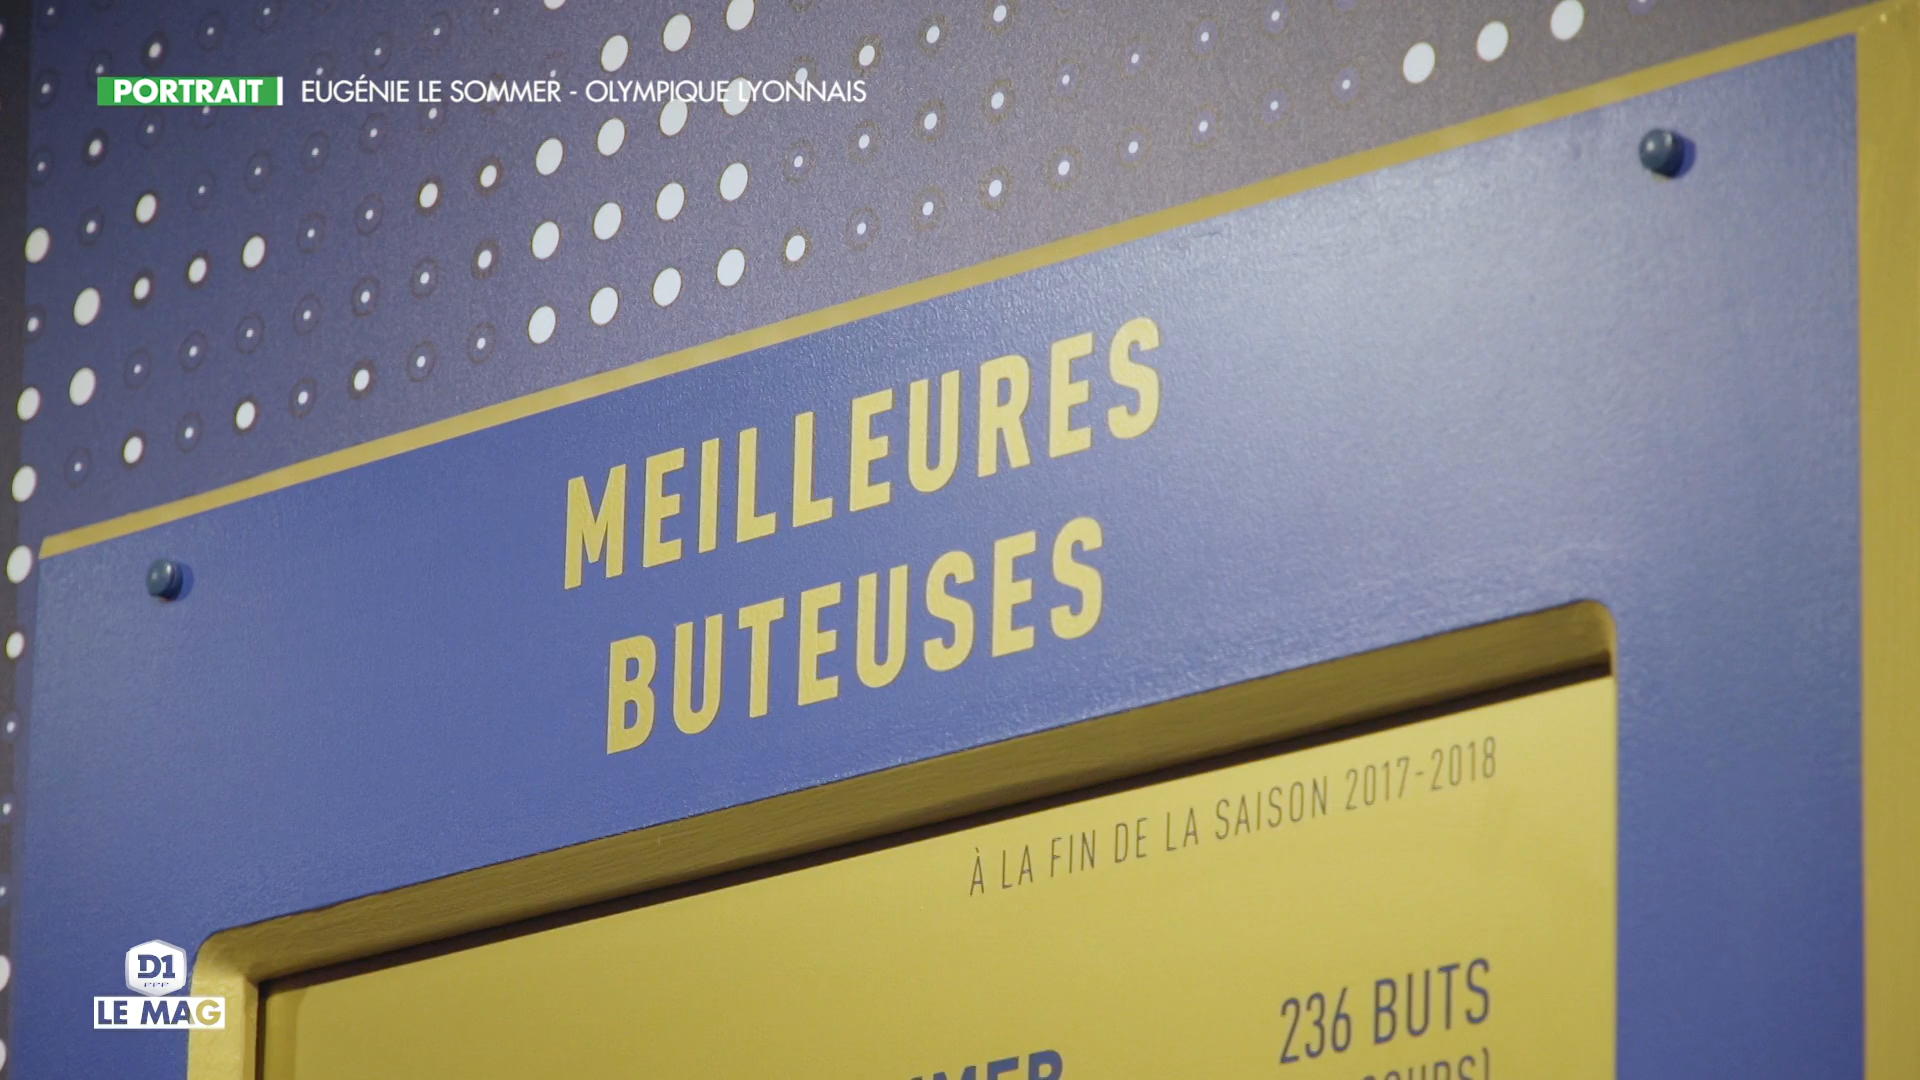 PORTRAIT EUGÉNIE LE SOMMER - OLYMPIQUE LYONNAIS
MEILLEURES
BUTEUSES
À LA FIN DE LA SAISON 2017-2018
236 BUTS
D1
LE MAG